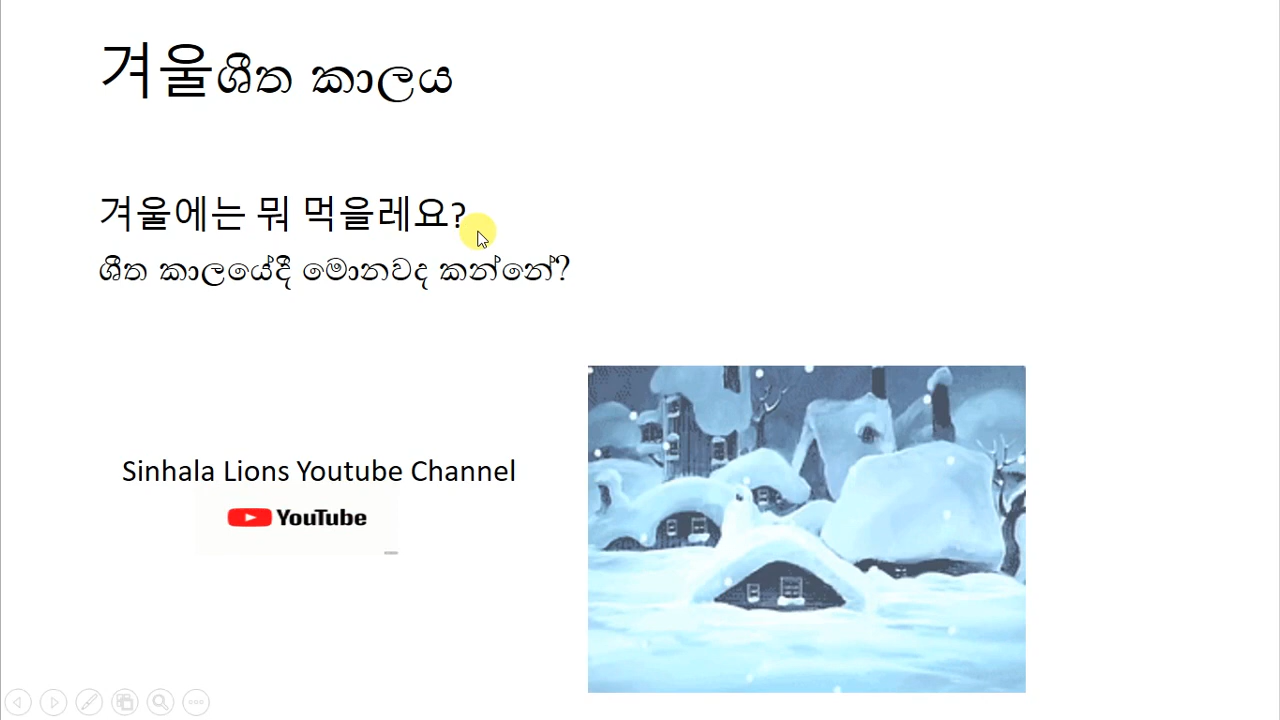 겨울ශීත කාලය
겨울에는 뭐 먹을레요?
ශීත කාලයේදී මොනවද කන්නේ?
Sinhala Lions Youtube Channel
YouTube